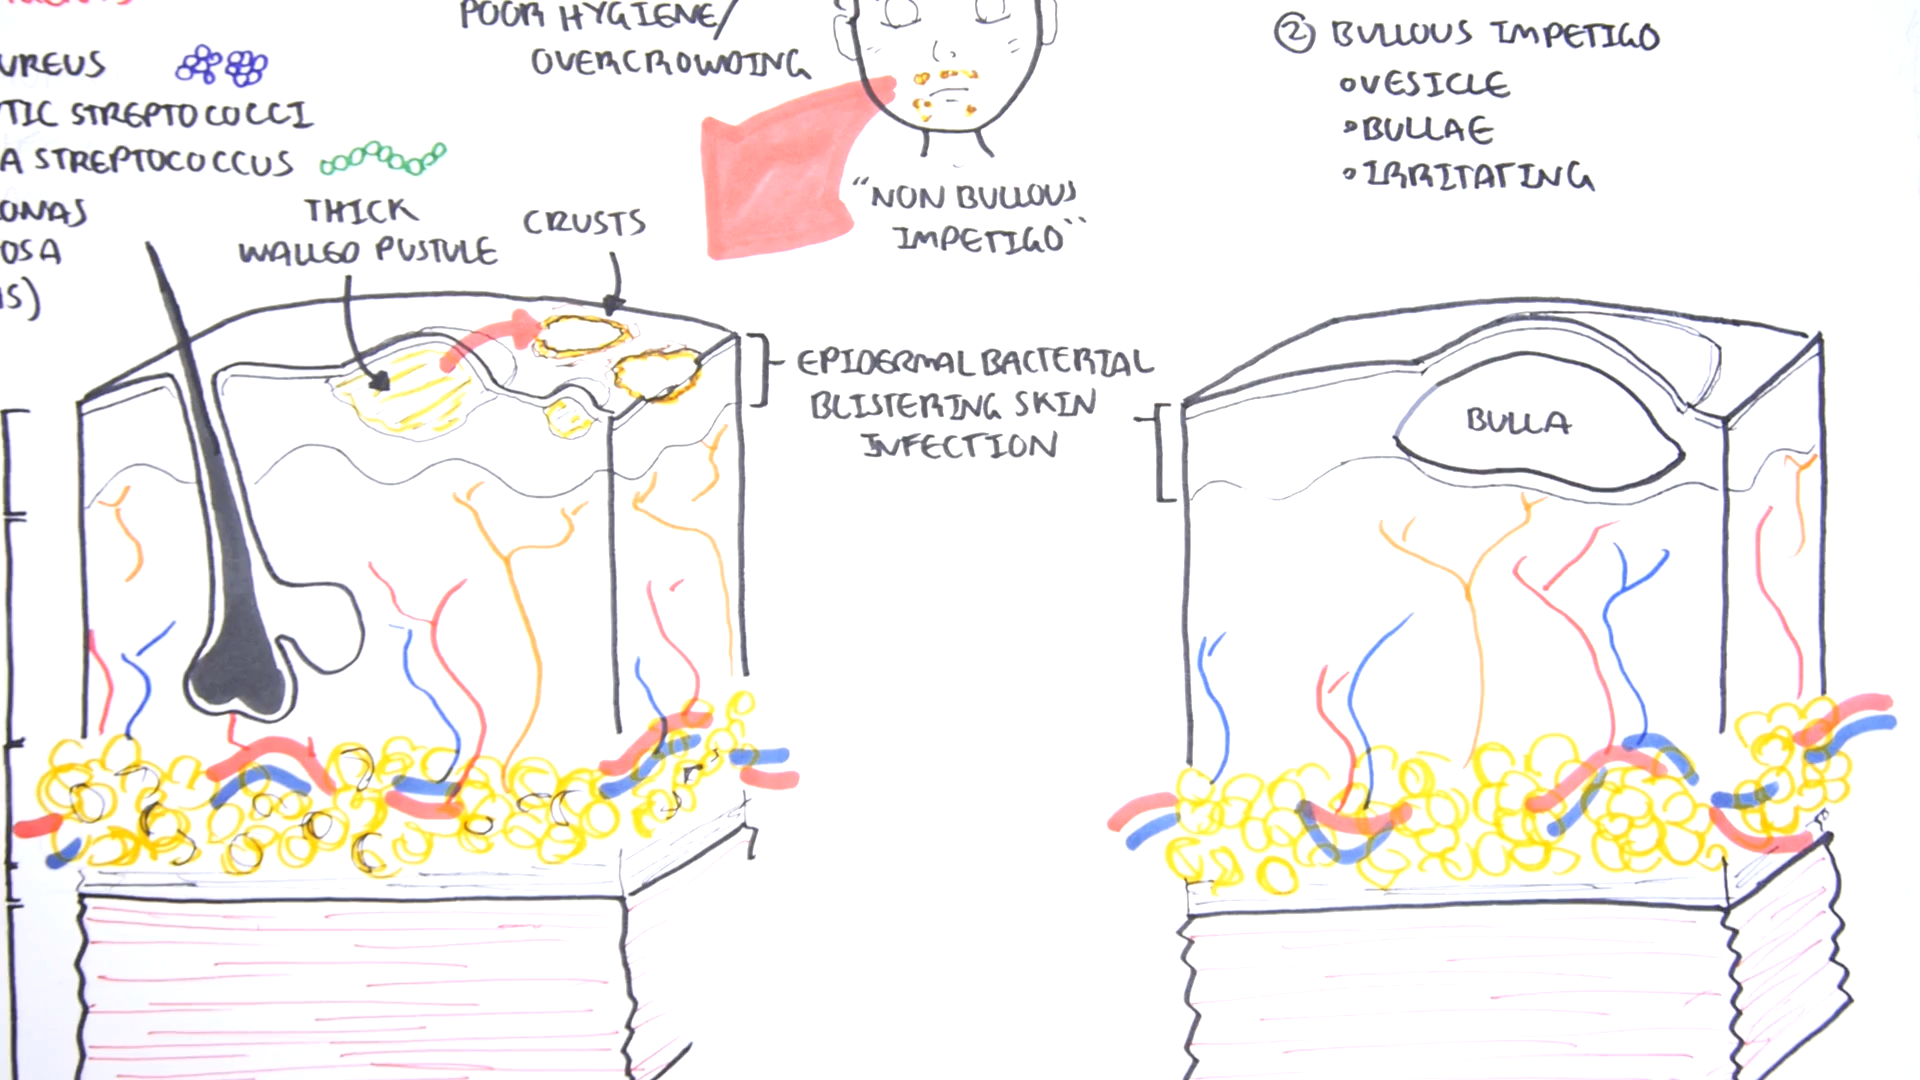 POOR HYGIENE/
OVERCROWDING
UREUS
TIC STREPTOCOCCI
A STREPTOCOCCUS
ONAS
OSA
S)
THICK
WALLED PUSTULE
CRUSTS
"NON BULLOUS
IMPETIGO"
② BULLOUS IMPETIGO
VESICLE
BULLAE
IRRITATING
EPIDERMAL BACTERIAL
BLISTERING SKIN
INFECTION
BULLA